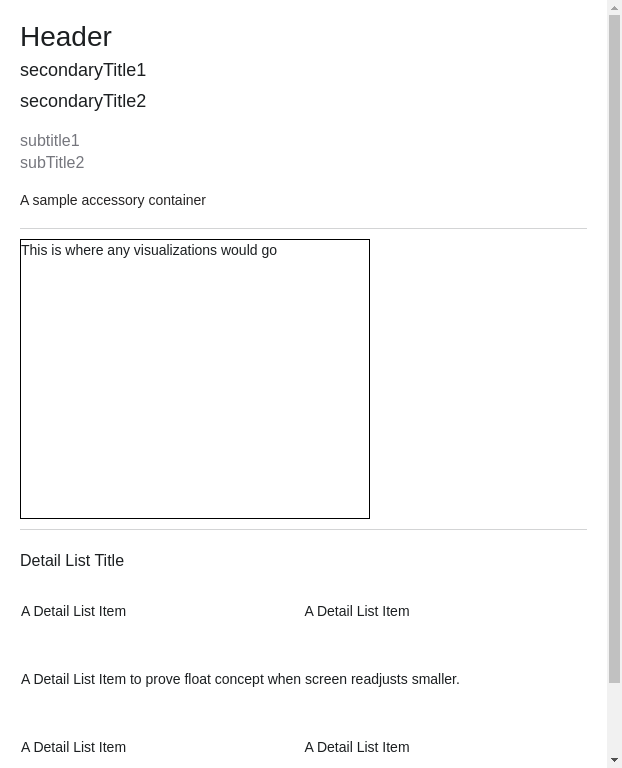 Header
secondaryTitle1
secondaryTitle2
subtitle1
subTitle2
A sample accessory container
This is where any visualizations would go
Detail List Title
A Detail List Item
A Detail List Item
A Detail List Item to prove float concept when screen readjusts smaller.
A Detail List Item
A Detail List Item